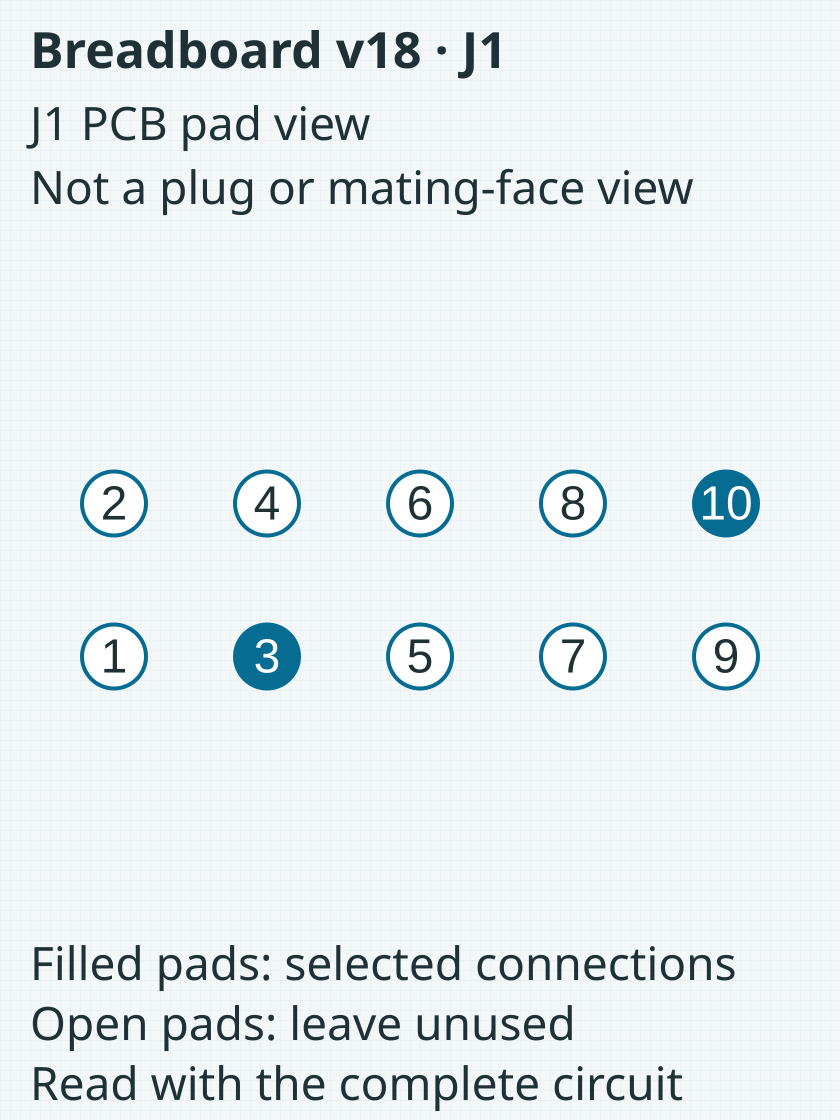 Breadboard v18 · J1
J1 PCB pad view
Not a plug or mating-face view
2 4 6 8 10
1 3 5 7 9
Filled pads: selected connections
Open pads: leave unused
Read with the complete circuit